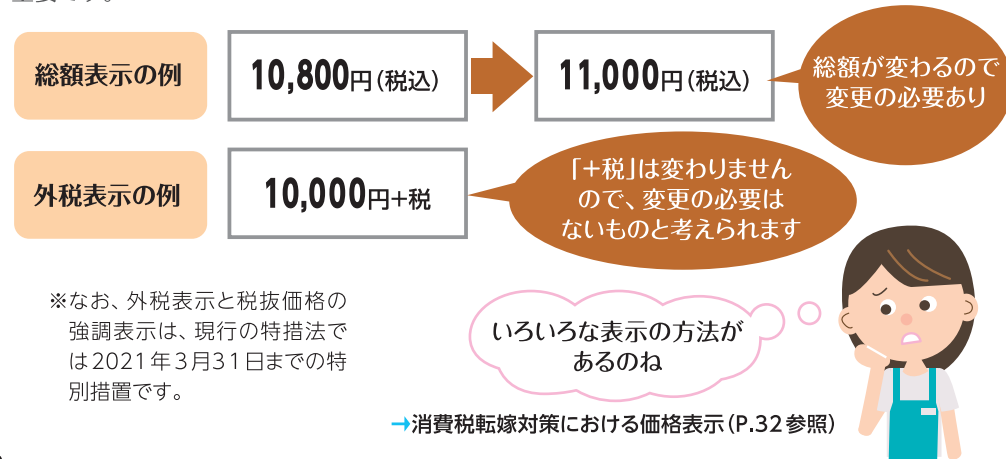 重要です。
総額表示の例
10,800円(税込)
11,000円(税込)
総額が変わるので
変更の必要あり
外税表示の例
10,000円+税
「+税」は変わりません
ので、変更の必要は
ないものと考えられます
※なお、外税表示と税抜価格の
強調表示は、現行の特措法で
は2021年3月31日までの特
別措置です。
いろいろな表示の方法が
あるのね
→消費税転嫁対策における価格表示(P.32参照)